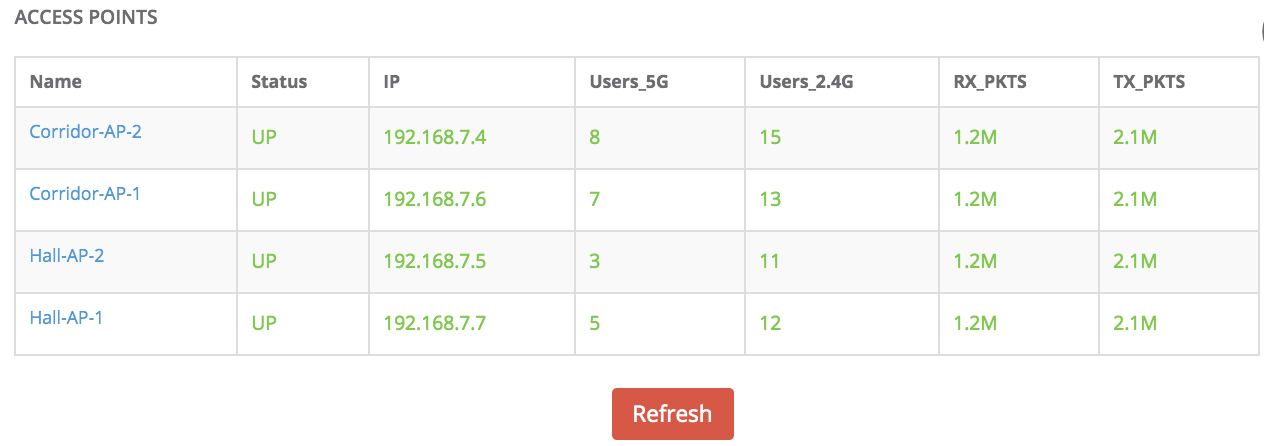 ACCESS POINTS
Name Status IP Users_5G Users_2.4G RX_PKTS TX_PKTS
Corridor-AP-2 UP 192.168.7.4 8 15 1.2M 2.1M
Corridor-AP-1 UP 192.168.7.6 7 13 1.2M 2.1M
Hall-AP-2 UP 192.168.7.5 3 11 1.2M 2.1M
Hall-AP-1 UP 192.168.7.7 5 12 1.2M 2.1M
Refresh